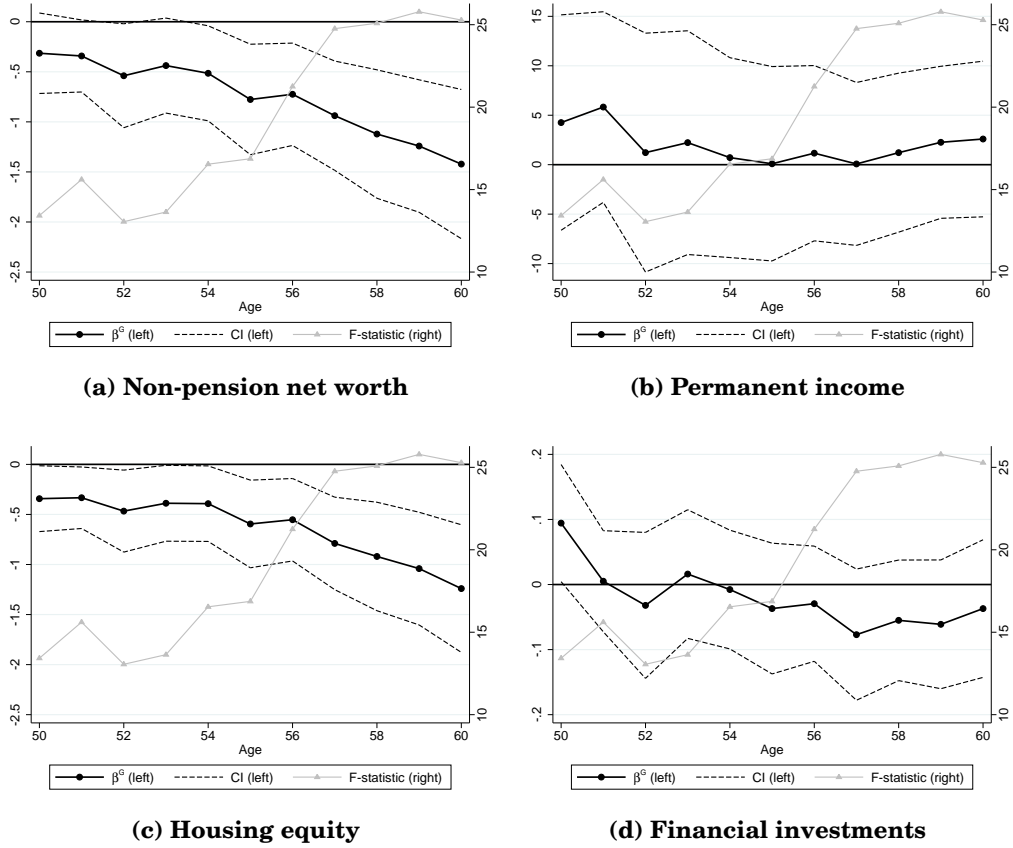 0
-.5
-1
-1.5
-2
-2.5
25
20
15
10
50 52 54 56 58 60
Age
βᴳ (left) CI (left) F-statistic (right)
(a) Non-pension net worth
15
10
5
0
-5
-10
25
20
15
10
50 52 54 56 58 60
Age
βᴳ (left) CI (left) F-statistic (right)
(b) Permanent income
0
-.5
-1
-1.5
-2
-2.5
25
20
15
10
50 52 54 56 58 60
Age
βᴳ (left) CI (left) F-statistic (right)
(c) Housing equity
.2
.1
0
-.1
-.2
25
20
15
10
50 52 54 56 58 60
Age
βᴳ (left) CI (left) F-statistic (right)
(d) Financial investments